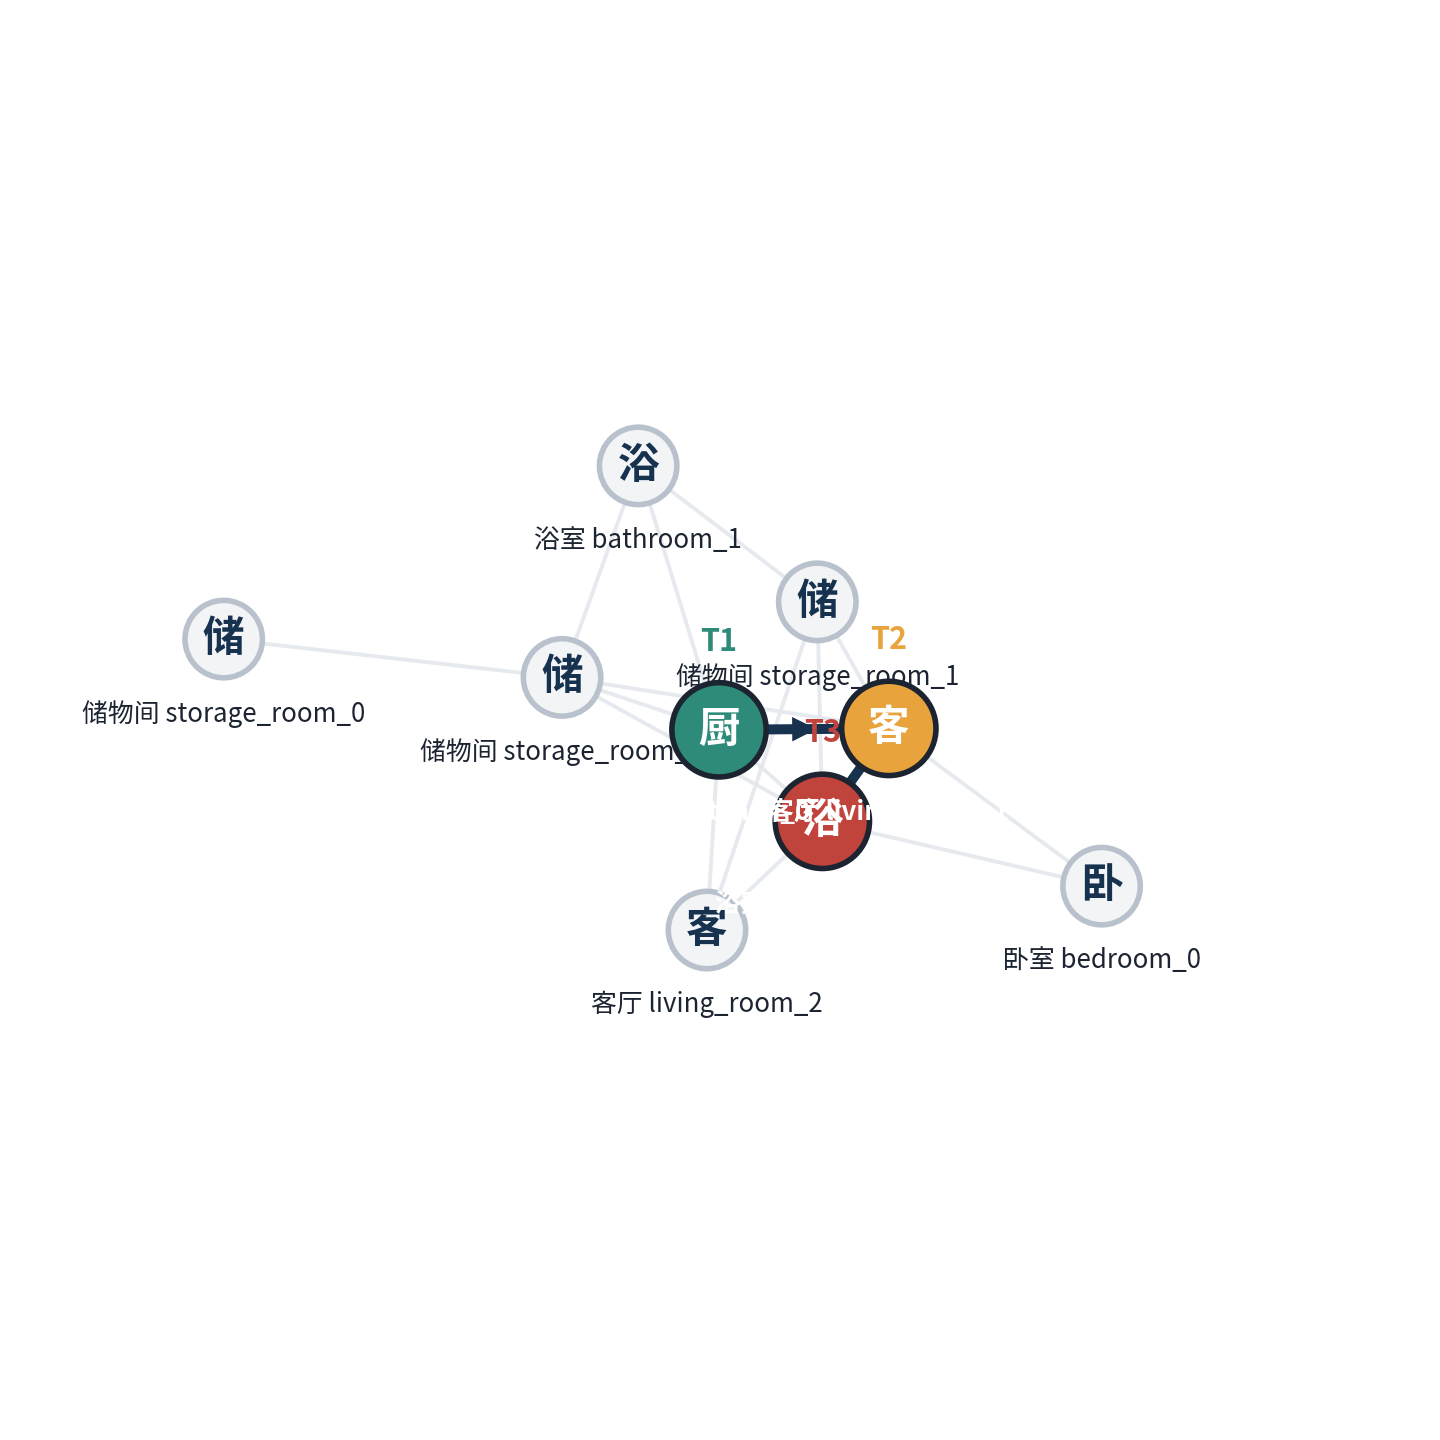 浴
浴室 bathroom_1
储
储
储物间 storage_room_0
储
储物间 storage_room_
T1
T2
储物间 storage_room_1
厨
T3
客
浴
客
客厅 living_room_2
卧
卧室 bedroom_0